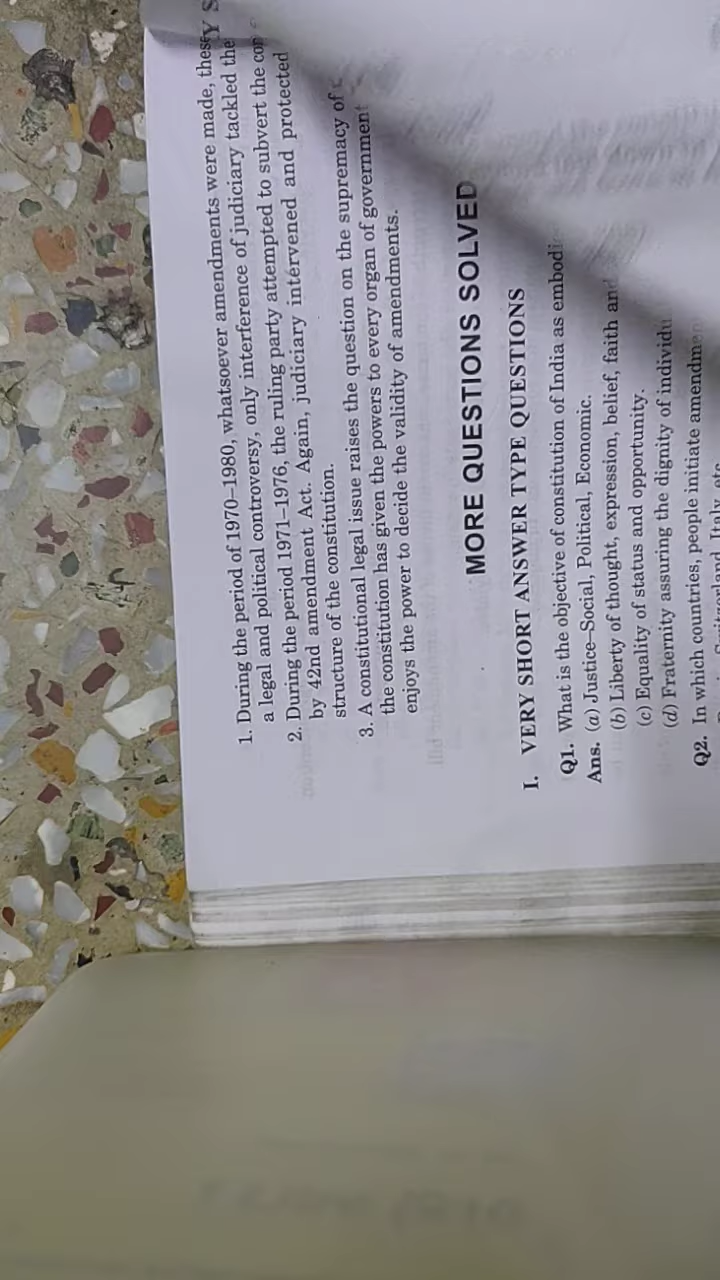 1. During the period of 1970–1980, whatsoever amendments were made, these
a legal and political controversy, only interference of judiciary tackled the
2. During the period 1971–1976, the ruling party attempted to subvert the
by 42nd amendment Act. Again, judiciary intervened and protected
structure of the constitution.
3. A constitutional legal issue raises the question on the supremacy of
the constitution has given the powers to every organ of government
enjoys the power to decide the validity of amendments.
MORE QUESTIONS SOLVED
I. VERY SHORT ANSWER TYPE QUESTIONS
Q1. What is the objective of constitution of India as embodi
Ans. (a) Justice–Social, Political, Economic.
(b) Liberty of thought, expression, belief, faith and
(c) Equality of status and opportunity.
(d) Fraternity assuring the dignity of individu
Q2. In which countries, people initiate amendmen